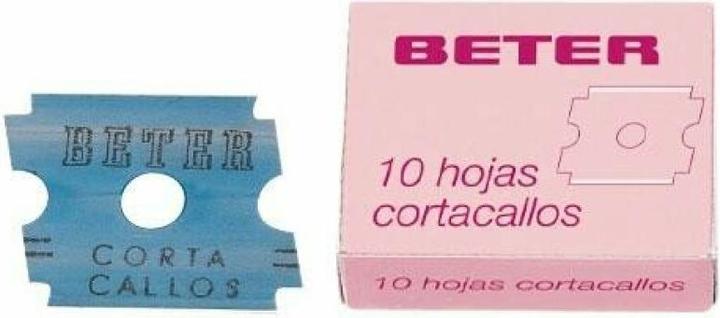 BETER
CORTA
CALLOS
BETER
10 hojas
cortacallos
10 hojas cortacallos